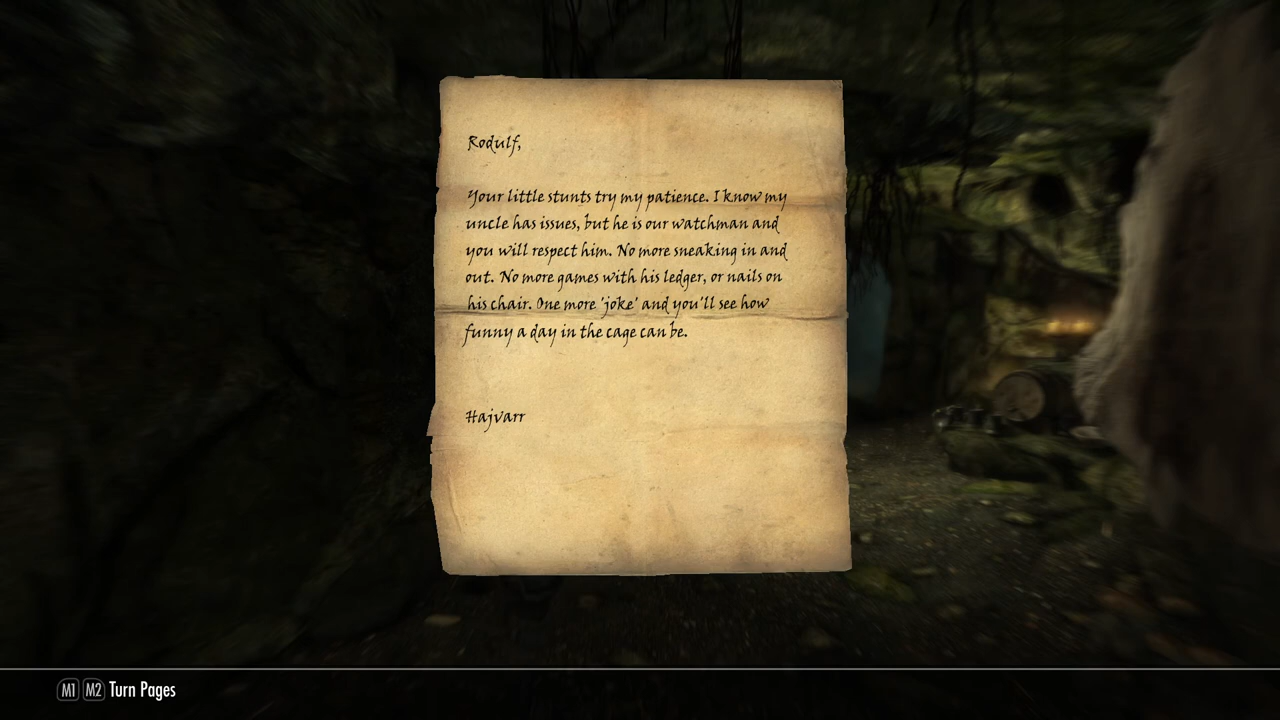 Rodulf,
Your little stunts try my patience. I know my
uncle has issues, but he is our watchman and
you will respect him. No more sneaking in and
out. No more games with his ledger, or nails on
his chair. One more 'joke' and you'll see how
funny a day in the cage can be.
Hajvarr
M1 M2 Turn Pages